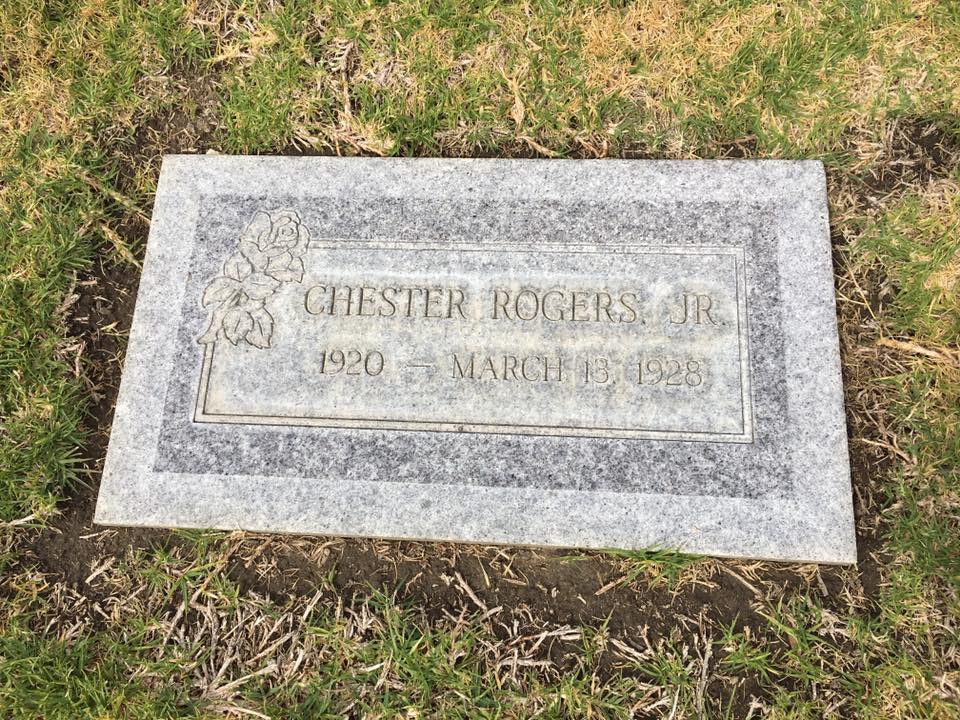 CHESTER ROGERS, JR.
1920 — MARCH 13, 1928